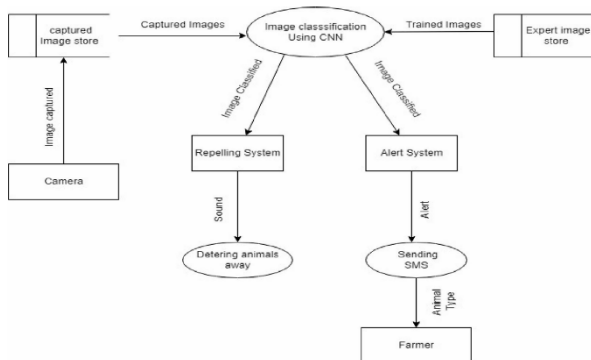 captured
Image store
Captured Images
Image classsification
Using CNN
Trained Images
Expert image
store
Image captured
Image Classified
Image Classified
Camera
Repelling System
Alert System
Sound
Alert
Detering animals
away
Sending
SMS
Animal
Type
Farmer